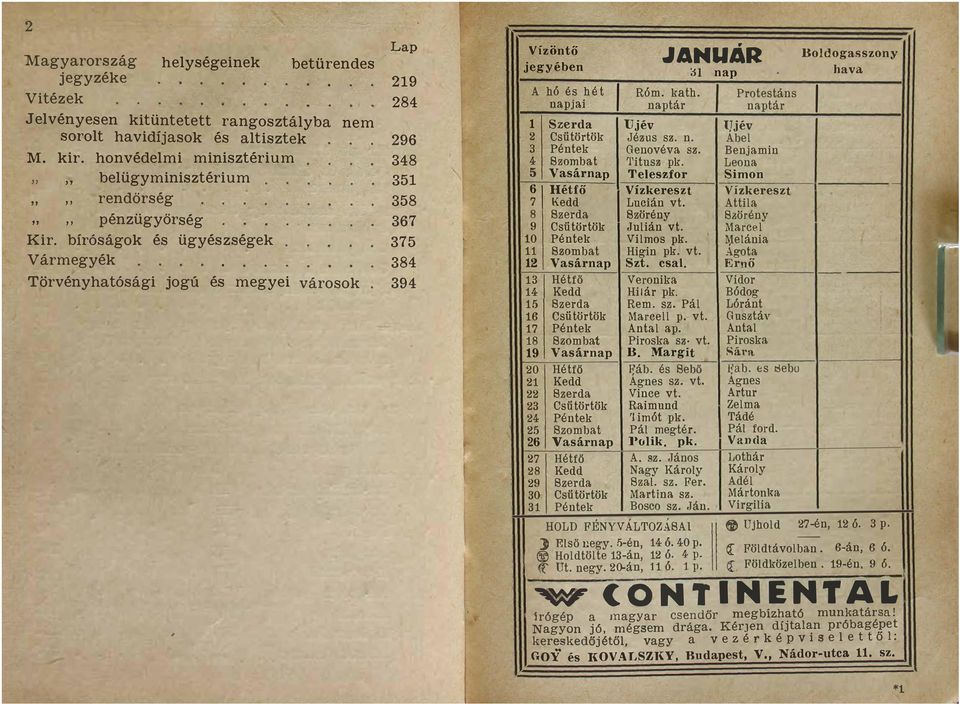 2
Lap
Magyarország helységeinek betürendes
jegyzéke . . . . . . . . . . . 219
Vitézek . . . . . . . . . . . . . 284
Jelvényesen kitüntetett rangosztályba nem
sorolt havidíjasok és altisztek . . . 296
M. kir. honvédelmi minisztérium . . . . 348
„ „ belügyminisztérium . . . . . . 351
„ „ rendörség . . . . . . . . . 358
„ „ pénzügyörség . . . . . . . . 367
Kir. bíróságok és ügyészségek . . . . . 375
Vármegyék . . . . . . . . . . . . 384
Törvényhatósági jogú és megyei városok . 394
Vízöntő jegyében JANUÁR Boldogasszony hava
31 nap
A hó és hét napjai Róm. kath. naptár Protestáns naptár
1 Szerda Ujév Ujév
2 Csütörtök Jézus sz. n. Ábel
3 Péntek Genovéva sz. Benjamin
4 Szombat Titusz pk. Leona
5 Vasárnap Teleszfor Simon
6 Hétfő Vízkereszt Vízkereszt
7 Kedd Lucián vt. Attila
8 Szerda Szörény Szörény
9 Csütörtök Julián vt. Marcel
10 Péntek Vilmos pk. Melánia
11 Szombat Higin pk. vt. Ágota
12 Vasárnap Szt. csal. Ernő
13 Hétfő Veronika Vidor
14 Kedd Hilár pk. Bódog
15 Szerda Rem. sz. Pál Lóránt
16 Csütörtök Marcell p. vt. Gusztáv
17 Péntek Antal ap. Antal
18 Szombat Piroska sz. vt. Piroska
19 Vasárnap B. Margit Sára
20 Hétfő Fáb. és Sebő Fáb. és Sebő
21 Kedd Ágnes sz. vt. Ágnes
22 Szerda Vince vt. Artur
23 Csütörtök Raimund Zelma
24 Péntek Timót pk. Tádé
25 Szombat Pál megtér. Pál ford.
26 Vasárnap Polik. pk. Vanda
27 Hétfő A. sz. János Lothár
28 Kedd Nagy Károly Károly
29 Szerda Szal. sz. Fer. Adél
30 Csütörtök Martina sz. Mártonka
31 Péntek Bosco sz. Ján. Virgilia
HOLD FÉNYVÁLTOZÁSAI
Első negy. 5-én, 14 ó. 40 p.
Holdtölte 13-án, 12 ó. 4 p.
Ut. negy. 20-án, 11 ó. 1 p.
Ujhold 27-én, 12 ó. 3 p.
Földtávolban . 6-án, 6 ó.
Földközelben . 19-én, 9 ó.
CONTINENTAL
írógép a magyar csendőr megbízható munkatársa!
Nagyon jó, mégsem drága. Kérjen díjtalan próbagépet
kereskedőjétől, vagy a vezérképviselettől:
GOY és KOVALSZKY, Budapest, V., Nádor-utca 11. sz.
*1